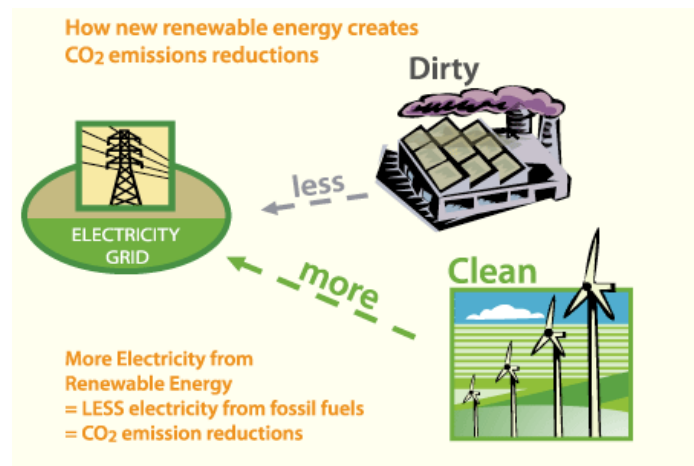 How new renewable energy creates
CO2 emissions reductions
Dirty
less
ELECTRICITY
GRID
more
Clean
More Electricity from
Renewable Energy
= LESS electricity from fossil fuels
= CO2 emission reductions